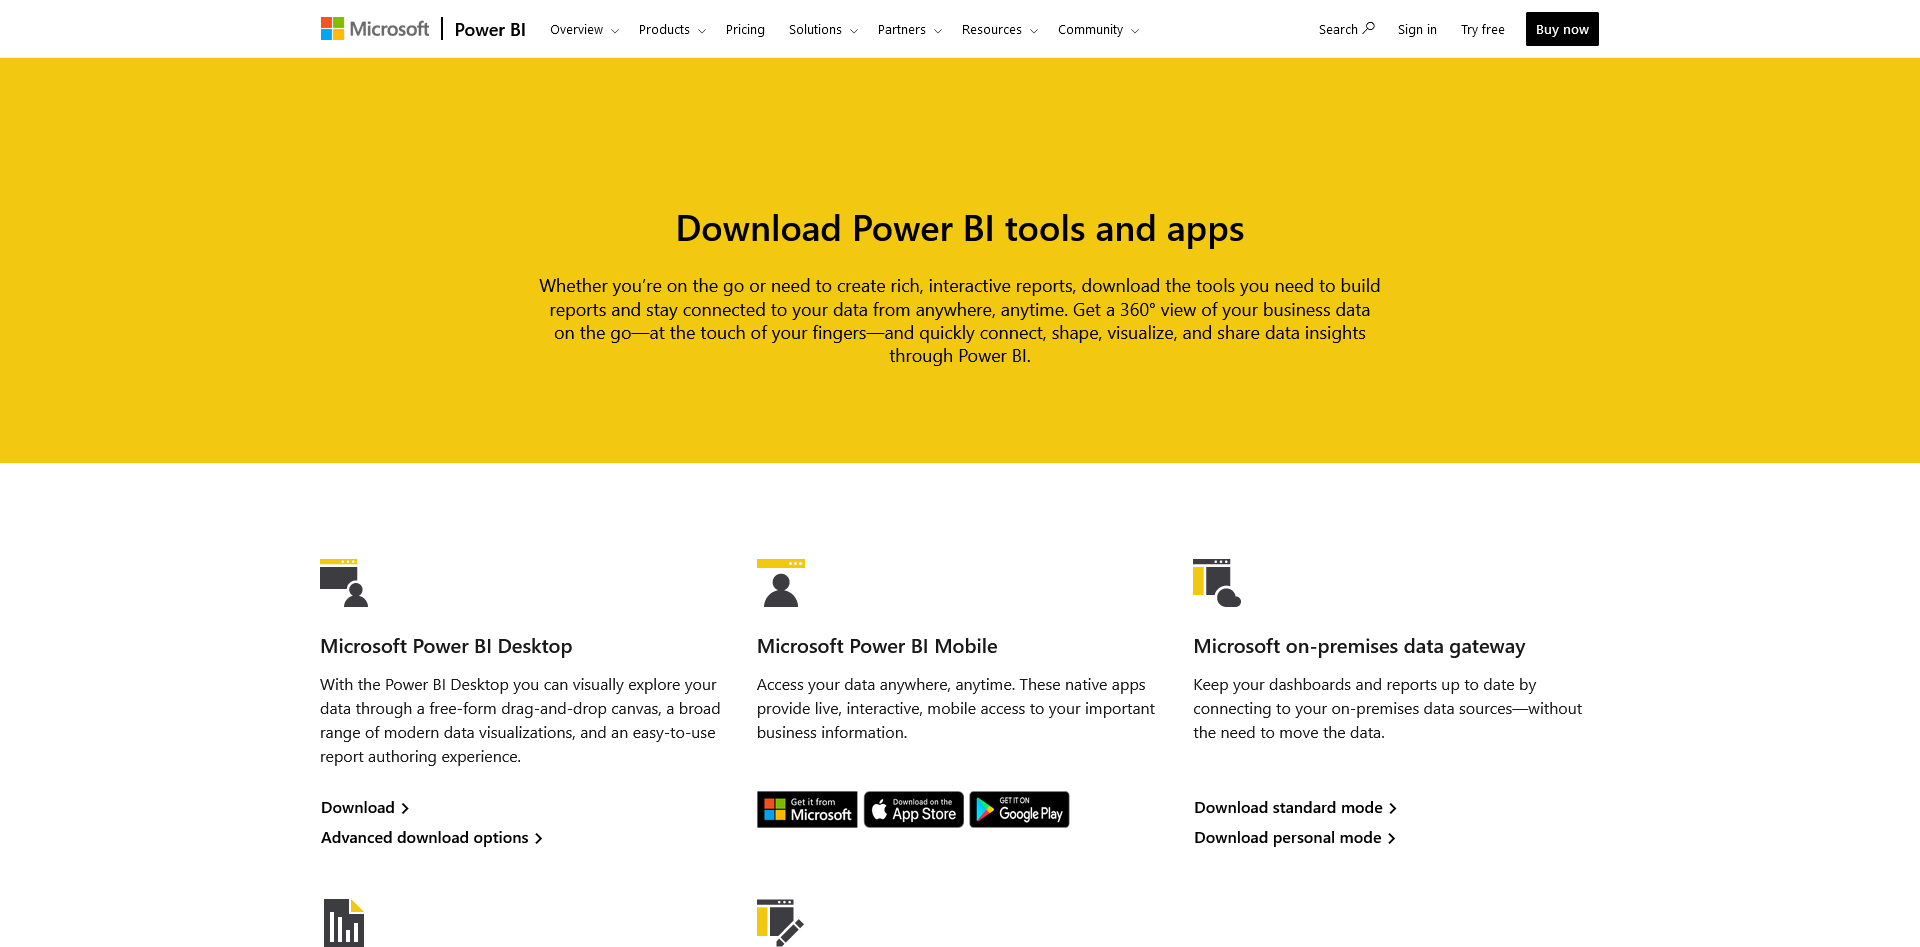 Microsoft Power BI Overview Products Pricing Solutions Partners Resources Community Search Sign in Try free Buy now
Download Power BI tools and apps
Whether you’re on the go or need to create rich, interactive reports, download the tools you need to build
reports and stay connected to your data from anywhere, anytime. Get a 360° view of your business data
on the go—at the touch of your fingers—and quickly connect, shape, visualize, and share data insights
through Power BI.
Microsoft Power BI Desktop
With the Power BI Desktop you can visually explore your
data through a free-form drag-and-drop canvas, a broad
range of modern data visualizations, and an easy-to-use
report authoring experience.
Download
Advanced download options
Microsoft Power BI Mobile
Access your data anywhere, anytime. These native apps
provide live, interactive, mobile access to your important
business information.
Get it from
Microsoft
Download on the
App Store
GET IT ON
Google Play
Microsoft on-premises data gateway
Keep your dashboards and reports up to date by
connecting to your on-premises data sources—without
the need to move the data.
Download standard mode
Download personal mode